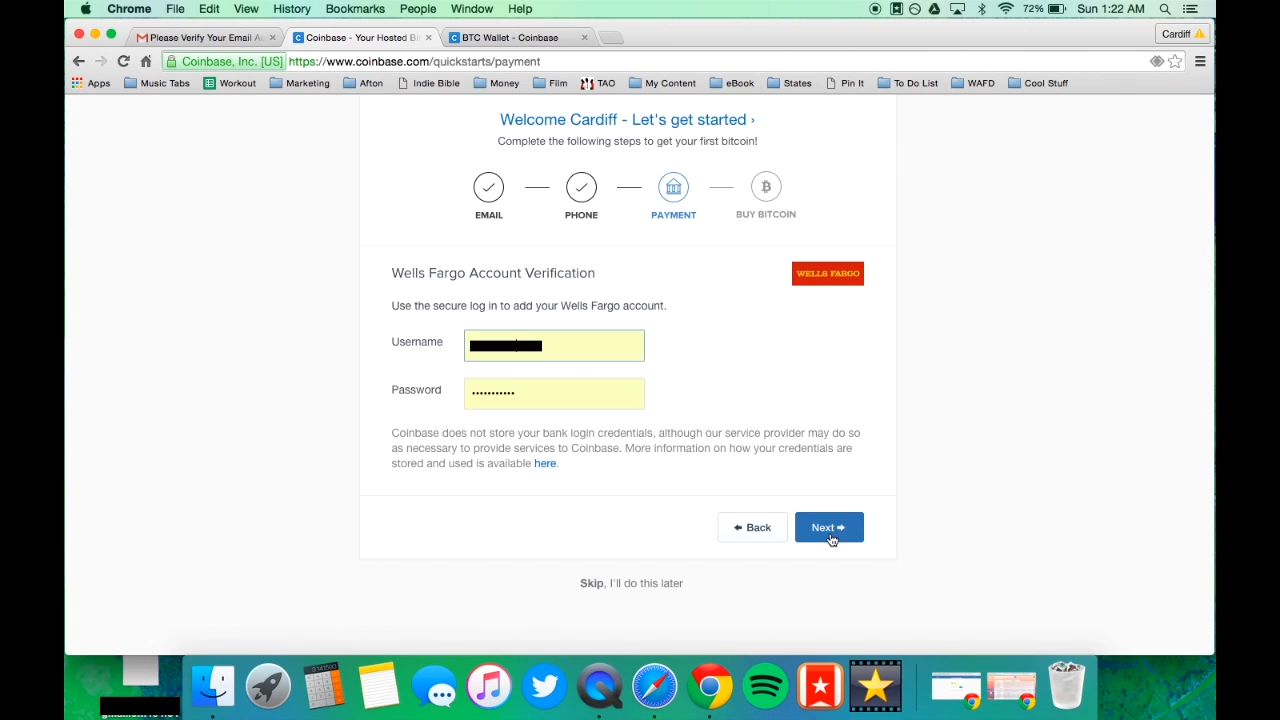 Chrome File Edit View History Bookmarks People Window Help 72% Sun 1:22 AM
Please Verify Your Email A Coinbase - Your Hosted Bi BTC Wallet - Coinbase Cardiff
Coinbase, Inc. [US] https://www.coinbase.com/quickstarts/payment
Apps Music Tabs Workout Marketing Afton Indie Bible Money Film TAO My Content eBook States Pin It To Do List WAFD Cool Stuff
Welcome Cardiff - Let's get started ›
Complete the following steps to get your first bitcoin!
EMAIL PHONE PAYMENT BUY BITCOIN
Wells Fargo Account Verification WELLS FARGO
Use the secure log in to add your Wells Fargo account.
Username
Password •••••••••••
Coinbase does not store your bank login credentials, although our service provider may do so
as necessary to provide services to Coinbase. More information on how your credentials are
stored and used is available here.
Back Next
Skip, I'll do this later